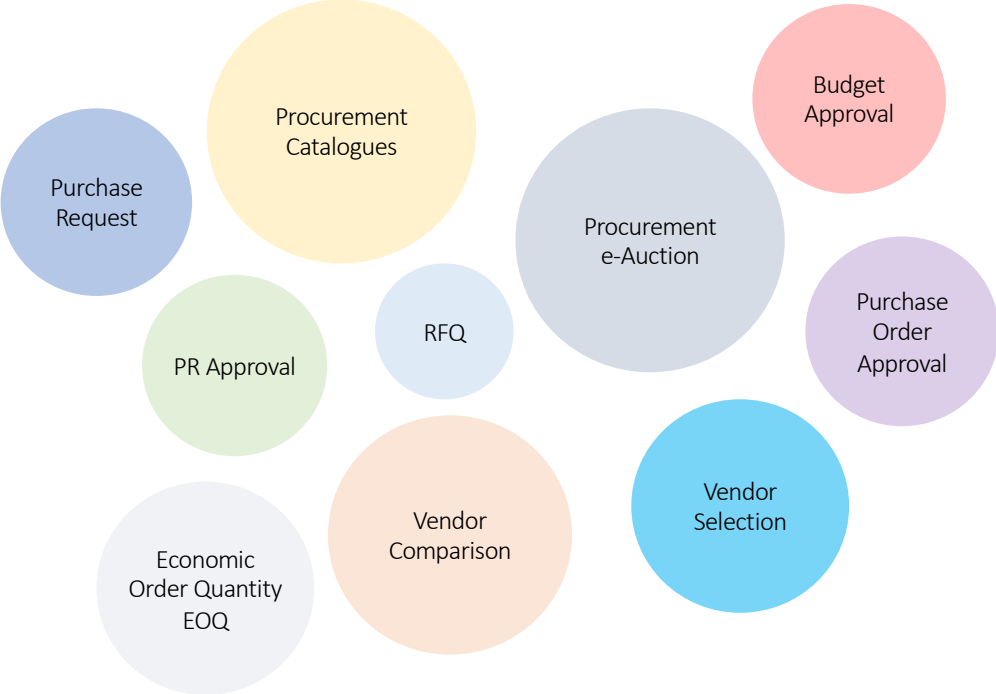 Budget
Approval
Procurement
Catalogues
Purchase
Request
Procurement
e-Auction
Purchase
Order
Approval
RFQ
PR Approval
Vendor
Selection
Vendor
Comparison
Economic
Order Quantity
EOQ